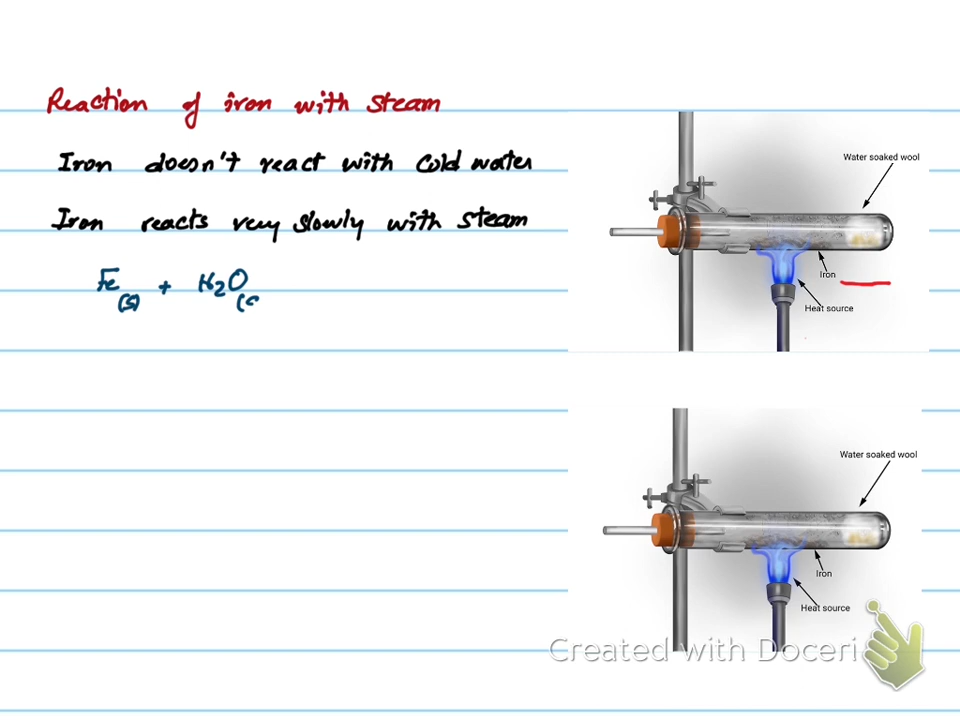 Reaction of iron with steam
Iron doesn't react with cold water
Iron reacts very slowly with steam
Fe(s) + H2O(
Water soaked wool
Iron
Heat source
Water soaked wool
Iron
Heat source
Created with Doceri